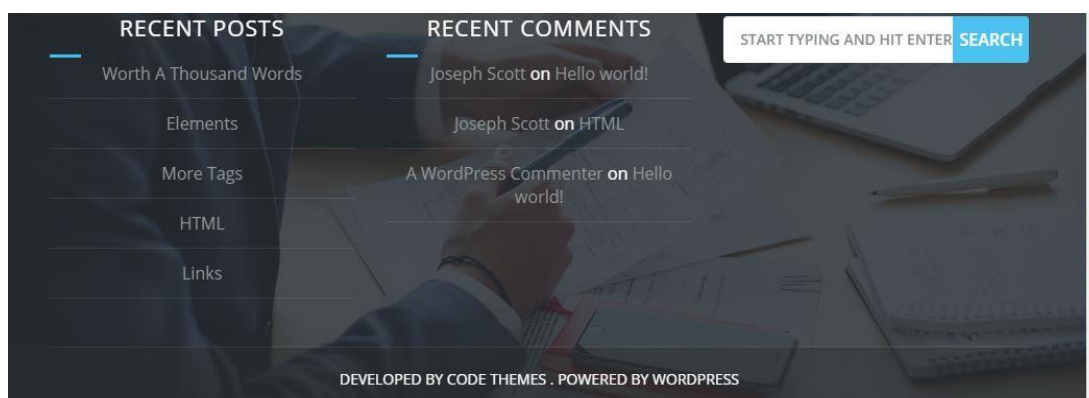 RECENT POSTS
Worth A Thousand Words
Elements
More Tags
HTML
Links
RECENT COMMENTS
Joseph Scott on Hello world!
Joseph Scott on HTML
A WordPress Commenter on Hello
world!
START TYPING AND HIT ENTER SEARCH
DEVELOPED BY CODE THEMES . POWERED BY WORDPRESS